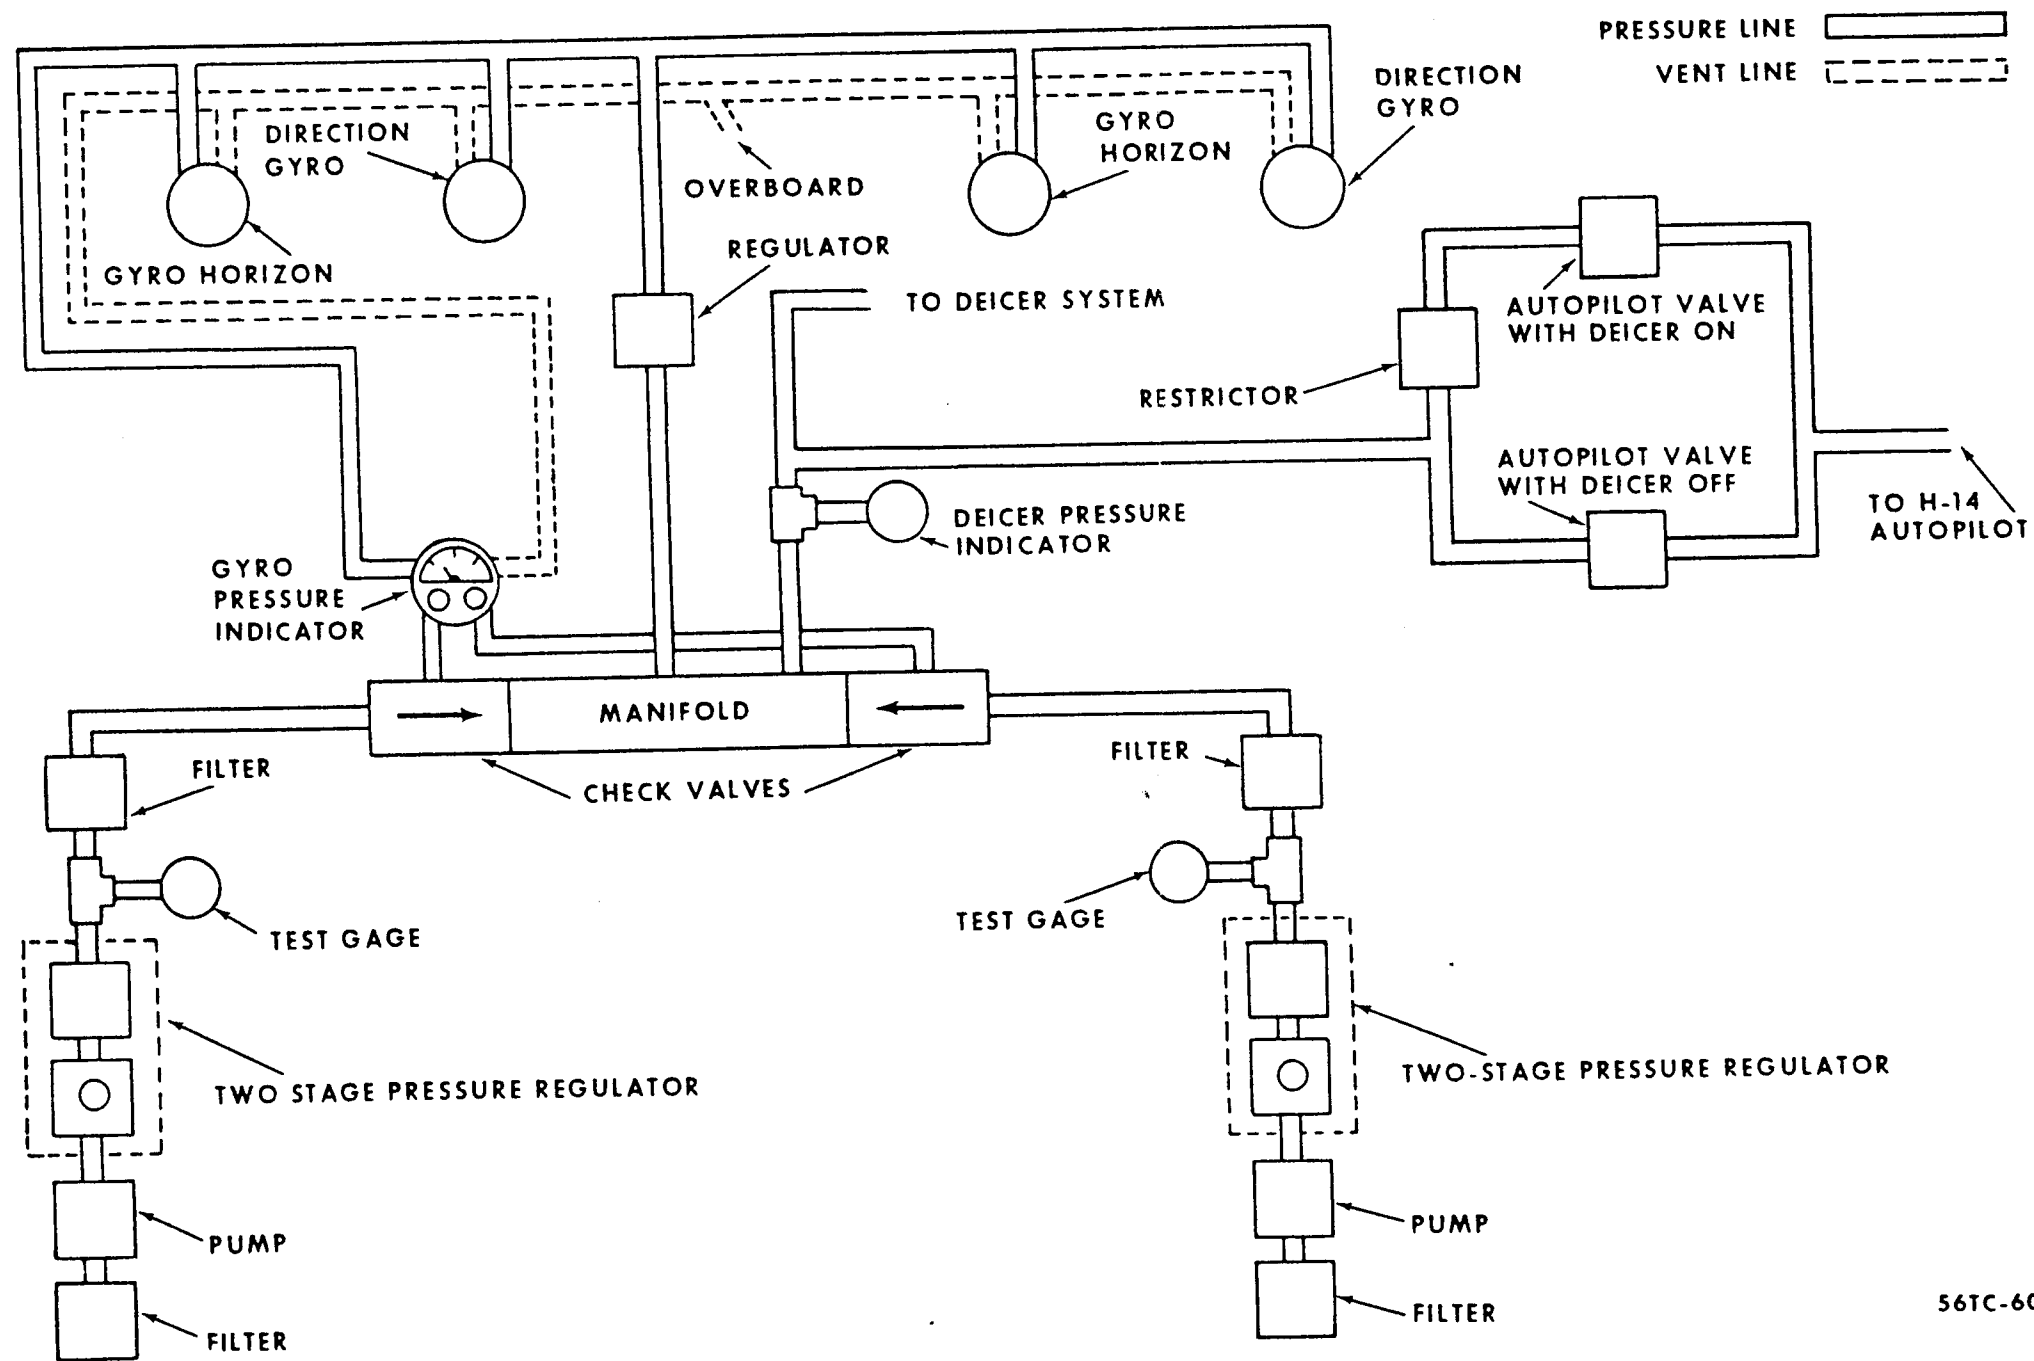 PRESSURE LINE
VENT LINE
DIRECTION
GYRO
DIRECTION
GYRO
GYRO
HORIZON
OVERBOARD
GYRO HORIZON
REGULATOR
TO DEICER SYSTEM
AUTOPILOT VALVE
WITH DEICER ON
RESTRICTOR
AUTOPILOT VALVE
WITH DEICER OFF
TO H-14
AUTOPILOT
DEICER PRESSURE
INDICATOR
GYRO
PRESSURE
INDICATOR
MANIFOLD
FILTER
CHECK VALVES
FILTER
TEST GAGE
TEST GAGE
TWO STAGE PRESSURE REGULATOR
TWO-STAGE PRESSURE REGULATOR
PUMP
PUMP
FILTER
FILTER
56TC-60